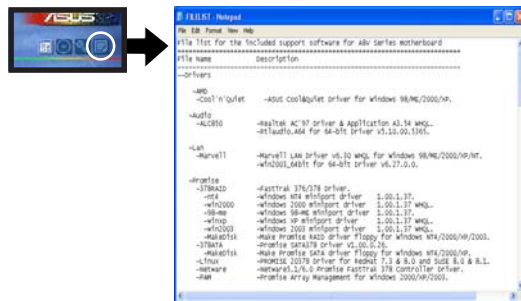 ASUS
FILELIST - Notepad
File Edit Format View Help
File list for the included support software for A8V Series motherboard
File Name Description
--Drivers
-AMD
-Cool'n'Quiet -ASUS Cool&Quiet Driver for Windows 98/ME/2000/XP.
-Audio
-ALC850 -Realtek AC'97 Driver & Application A3.54 WHQL.
-Rtlaudio.A64 for 64-bit Driver v5.10.00.5365.
-Lan
-Marvell -Marvell LAN Driver v6.32 WHQL for Windows 98/ME/2000/XP/NT.
-win2003_64bit for 64-bit Driver v6.27.0.0.
-Promise
-378RAID -Fasttrak 376/378 Driver.
-nt4 -Windows NT4 miniport driver 1.00.1.37.
-win2000 -Windows 2000 miniport driver 1.00.1.37 WHQL.
-98-me -Windows 98-ME miniport driver 1.00.1.37.
-winxp -Windows XP miniport driver 1.00.1.37 WHQL.
-win2003 -Windows 2003 miniport driver 1.00.1.37 WHQL.
-MakeDisk -Make Promise RAID driver floppy for Windows NT4/2000/XP/2003.
-378ATA -Promise SATA378 Driver V1.00.0.26.
-MakeDisk -Make Promise SATA driver floppy for Windows NT4/2000/XP.
-Linux -PROMISE 20378 Driver for RedHat 7.3 & 8.0 and SuSE 8.0 & 8.1.
-Netware -Netware5.1/6.0 Promise FastTrak 378 Controller Driver.
-PAM -Promise Array Management for Windows 2000/XP/2003.